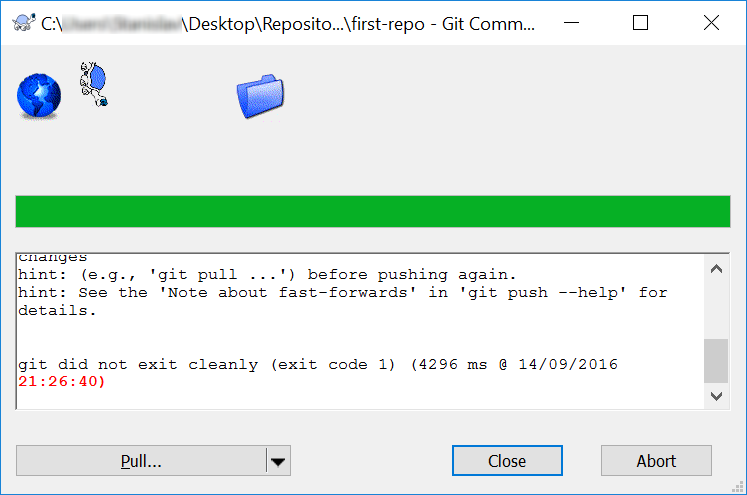 C:\ \Desktop\Reposito...\first-repo - Git Comm...
changes
hint: (e.g., 'git pull ...') before pushing again.
hint: See the 'Note about fast-forwards' in 'git push --help' for
details.
git did not exit cleanly (exit code 1) (4296 ms @ 14/09/2016
21:26:40)
Pull...
Close
Abort